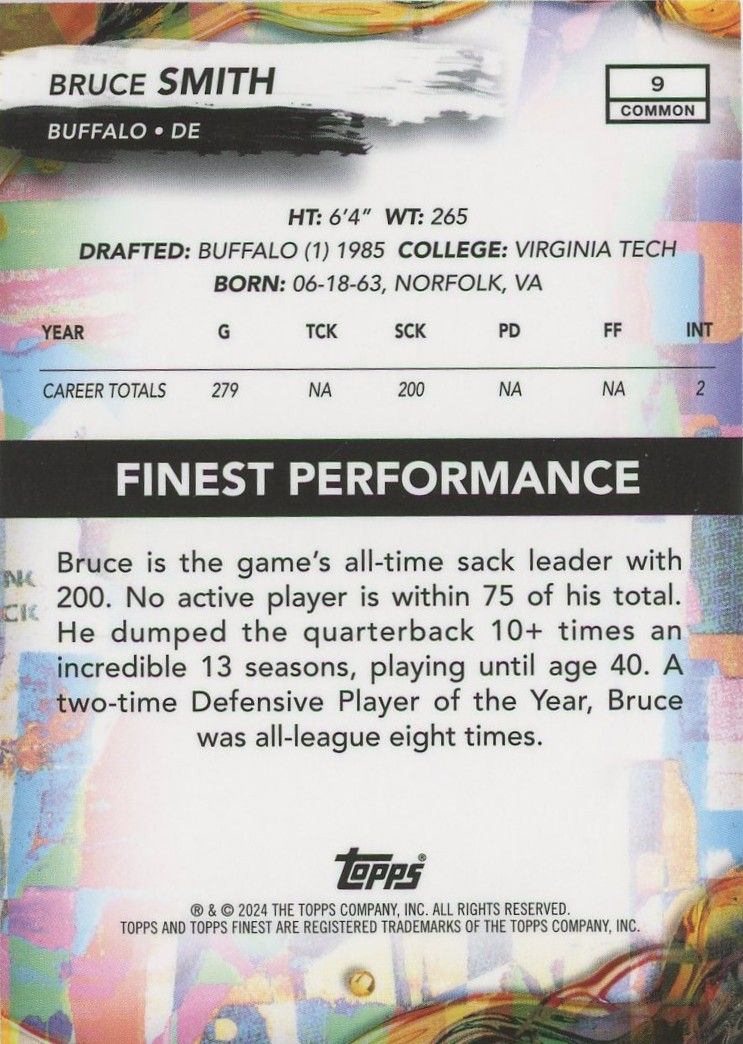 BRUCE SMITH
BUFFALO • DE
9
COMMON
HT: 6'4" WT: 265
DRAFTED: BUFFALO (1) 1985 COLLEGE: VIRGINIA TECH
BORN: 06-18-63, NORFOLK, VA
YEAR G TCK SCK PD FF INT
CAREER TOTALS 279 NA 200 NA NA 2
FINEST PERFORMANCE
Bruce is the game's all-time sack leader with
200. No active player is within 75 of his total.
He dumped the quarterback 10+ times an
incredible 13 seasons, playing until age 40. A
two-time Defensive Player of the Year, Bruce
was all-league eight times.
topps®
® & © 2024 THE TOPPS COMPANY, INC. ALL RIGHTS RESERVED.
TOPPS AND TOPPS FINEST ARE REGISTERED TRADEMARKS OF THE TOPPS COMPANY, INC.